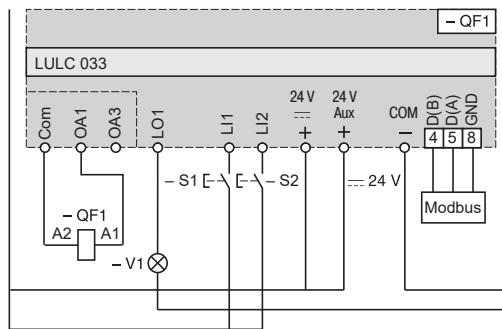 – QF1
LULC 033
Com
OA1
OA3
LO1
LI1
LI2
24 V
+
24 V
Aux
+
COM
–
D(B)
D(A)
GND
4 5 8
– S1
– S2
24 V
Modbus
– QF1
A2
A1
– V1